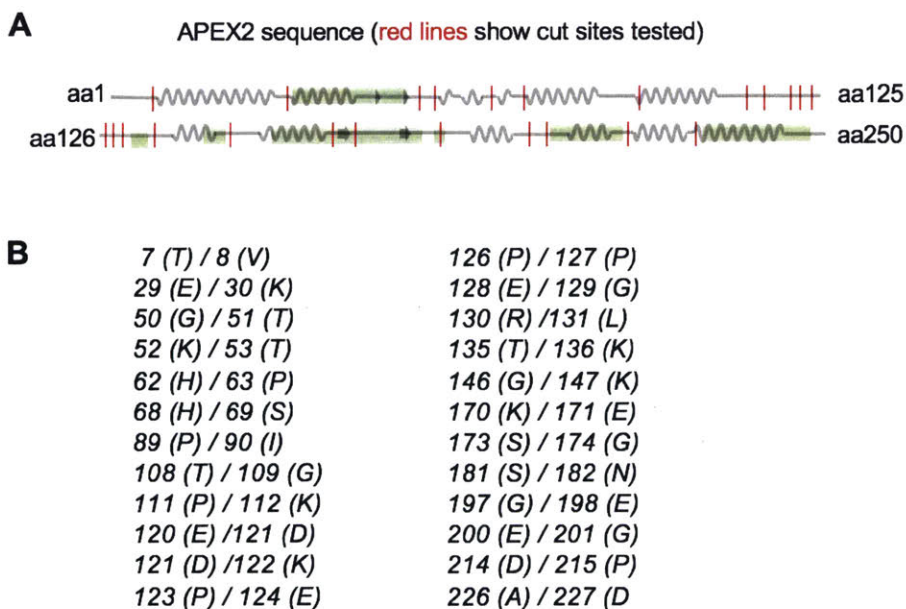 A
APEX2 sequence (red lines show cut sites tested)
aa1
aa125
aa126
aa250
B
7 (T) / 8 (V)
29 (E) / 30 (K)
50 (G) / 51 (T)
52 (K) / 53 (T)
62 (H) / 63 (P)
68 (H) / 69 (S)
89 (P) / 90 (I)
108 (T) / 109 (G)
111 (P) / 112 (K)
120 (E) /121 (D)
121 (D) /122 (K)
123 (P) / 124 (E)
126 (P) / 127 (P)
128 (E) / 129 (G)
130 (R) /131 (L)
135 (T) / 136 (K)
146 (G) / 147 (K)
170 (K) / 171 (E)
173 (S) / 174 (G)
181 (S) / 182 (N)
197 (G) / 198 (E)
200 (E) / 201 (G)
214 (D) / 215 (P)
226 (A) / 227 (D